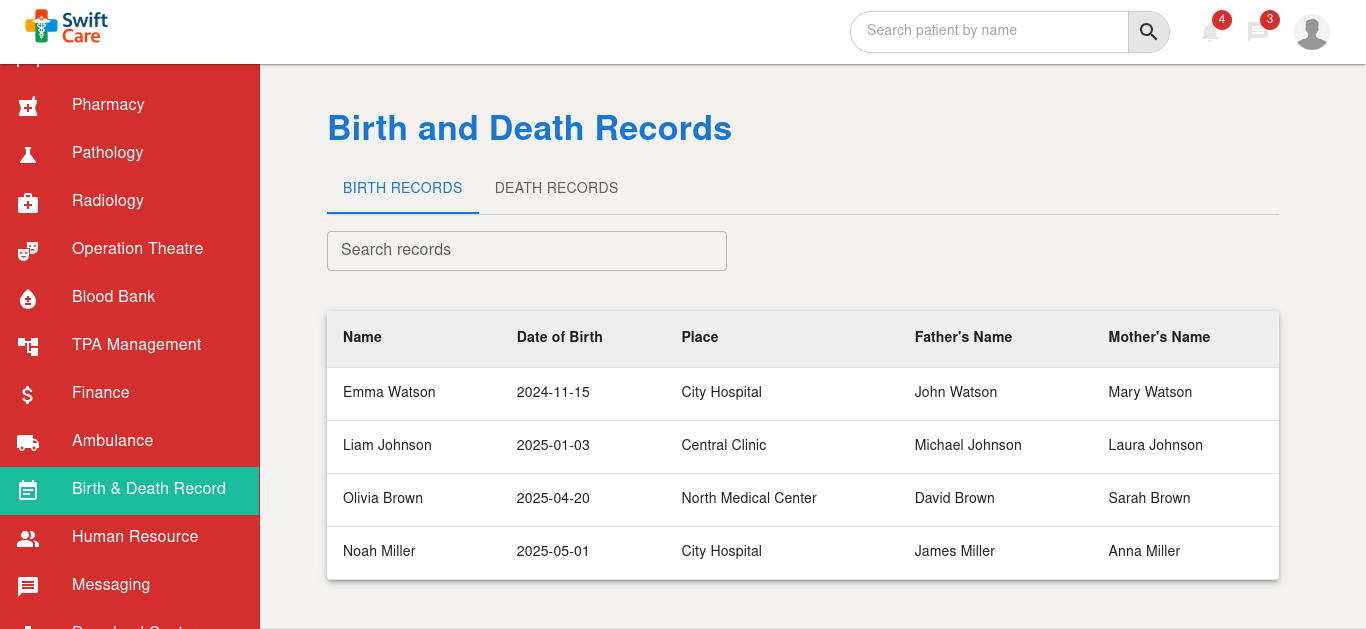 Swift
Care
Search patient by name
4
3
Pharmacy
Pathology
Radiology
Operation Theatre
Blood Bank
TPA Management
Finance
Ambulance
Birth & Death Record
Human Resource
Messaging
Birth and Death Records
BIRTH RECORDS DEATH RECORDS
Search records
Name Date of Birth Place Father's Name Mother's Name
Emma Watson 2024-11-15 City Hospital John Watson Mary Watson
Liam Johnson 2025-01-03 Central Clinic Michael Johnson Laura Johnson
Olivia Brown 2025-04-20 North Medical Center David Brown Sarah Brown
Noah Miller 2025-05-01 City Hospital James Miller Anna Miller